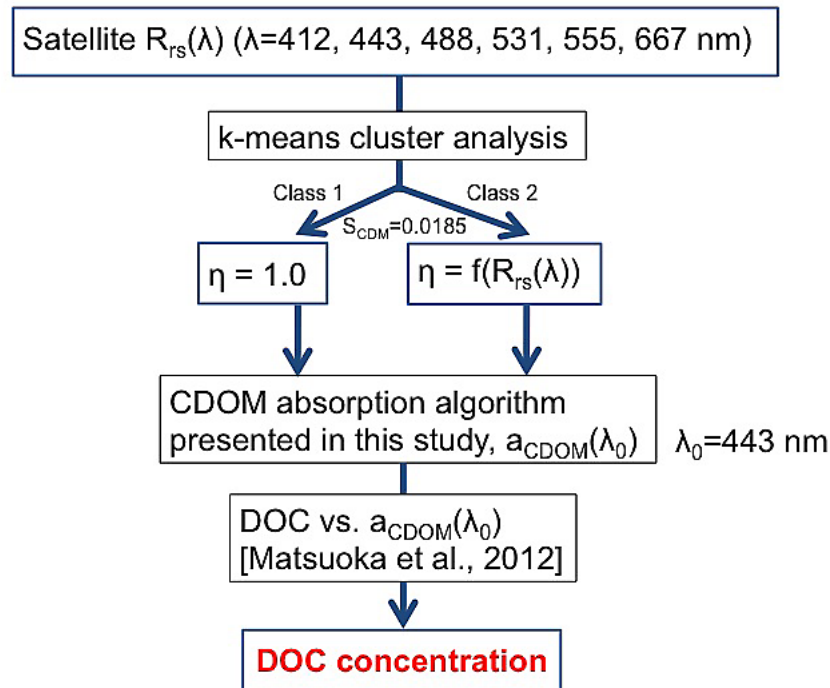 Satellite Rrs(λ) (λ=412, 443, 488, 531, 555, 667 nm)
k-means cluster analysis
Class 1
Class 2
SCDM=0.0185
η = 1.0
η = f(Rrs(λ))
CDOM absorption algorithm
presented in this study, aCDOM(λ0)
λ0=443 nm
DOC vs. aCDOM(λ0)
[Matsuoka et al., 2012]
DOC concentration